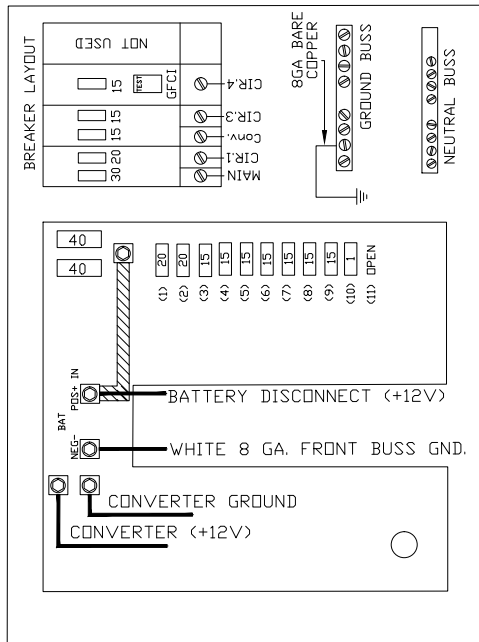 BREAKER LAYOUT
NOT USED
15 TEST GFCI CIR.4
15 CIR.3
15 Conv.
20 CIR.1
30 MAIN
8GA BARE
COPPER
GROUND BUSS
NEUTRAL BUSS
40
40
20 20 15 15 15 15 15 15 15 1 OPEN
(1) (2) (3) (4) (5) (6) (7) (8) (9) (10) (11)
BAT
POS+ IN
NEG-
BATTERY DISCONNECT (+12V)
WHITE 8 GA. FRONT BUSS GND.
CONVERTER GROUND
CONVERTER (+12V)